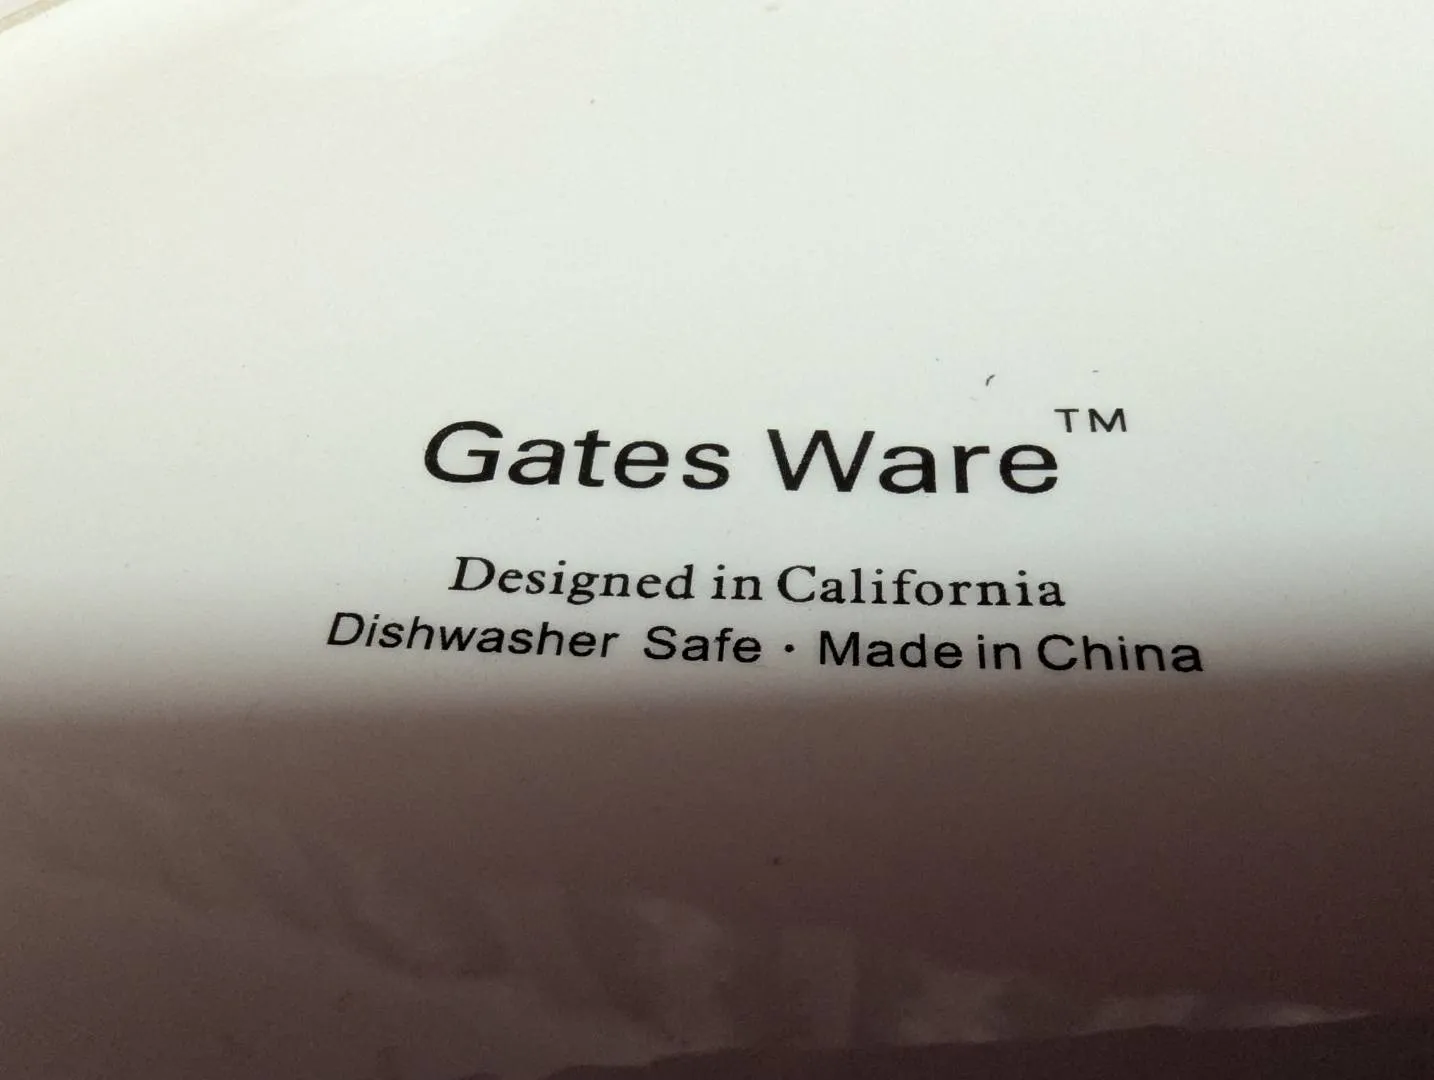 Gates Ware™
Designed in California
Dishwasher Safe · Made in China